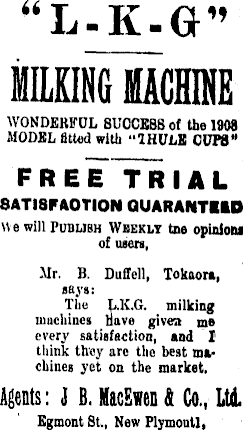 "L-K-G"
MILKING MACHINE
WONDERFUL SUCCESS of the 1908
MODEL fitted with "THULE CUPS"
FREE TRIAL
SATISFAOTION GUARANTEED
We will PUBLISH WEEKLY tne opinions
of users,
Mr. B. Duffell, Tokaora,
says:
The L.K.G. milking
machines have given me
every satisfaction, and I
think they are the best ma-
chines yet on the market.
Agents: J B. MacEwen & Co., Ltd.
Egmont St., New Plymouth,